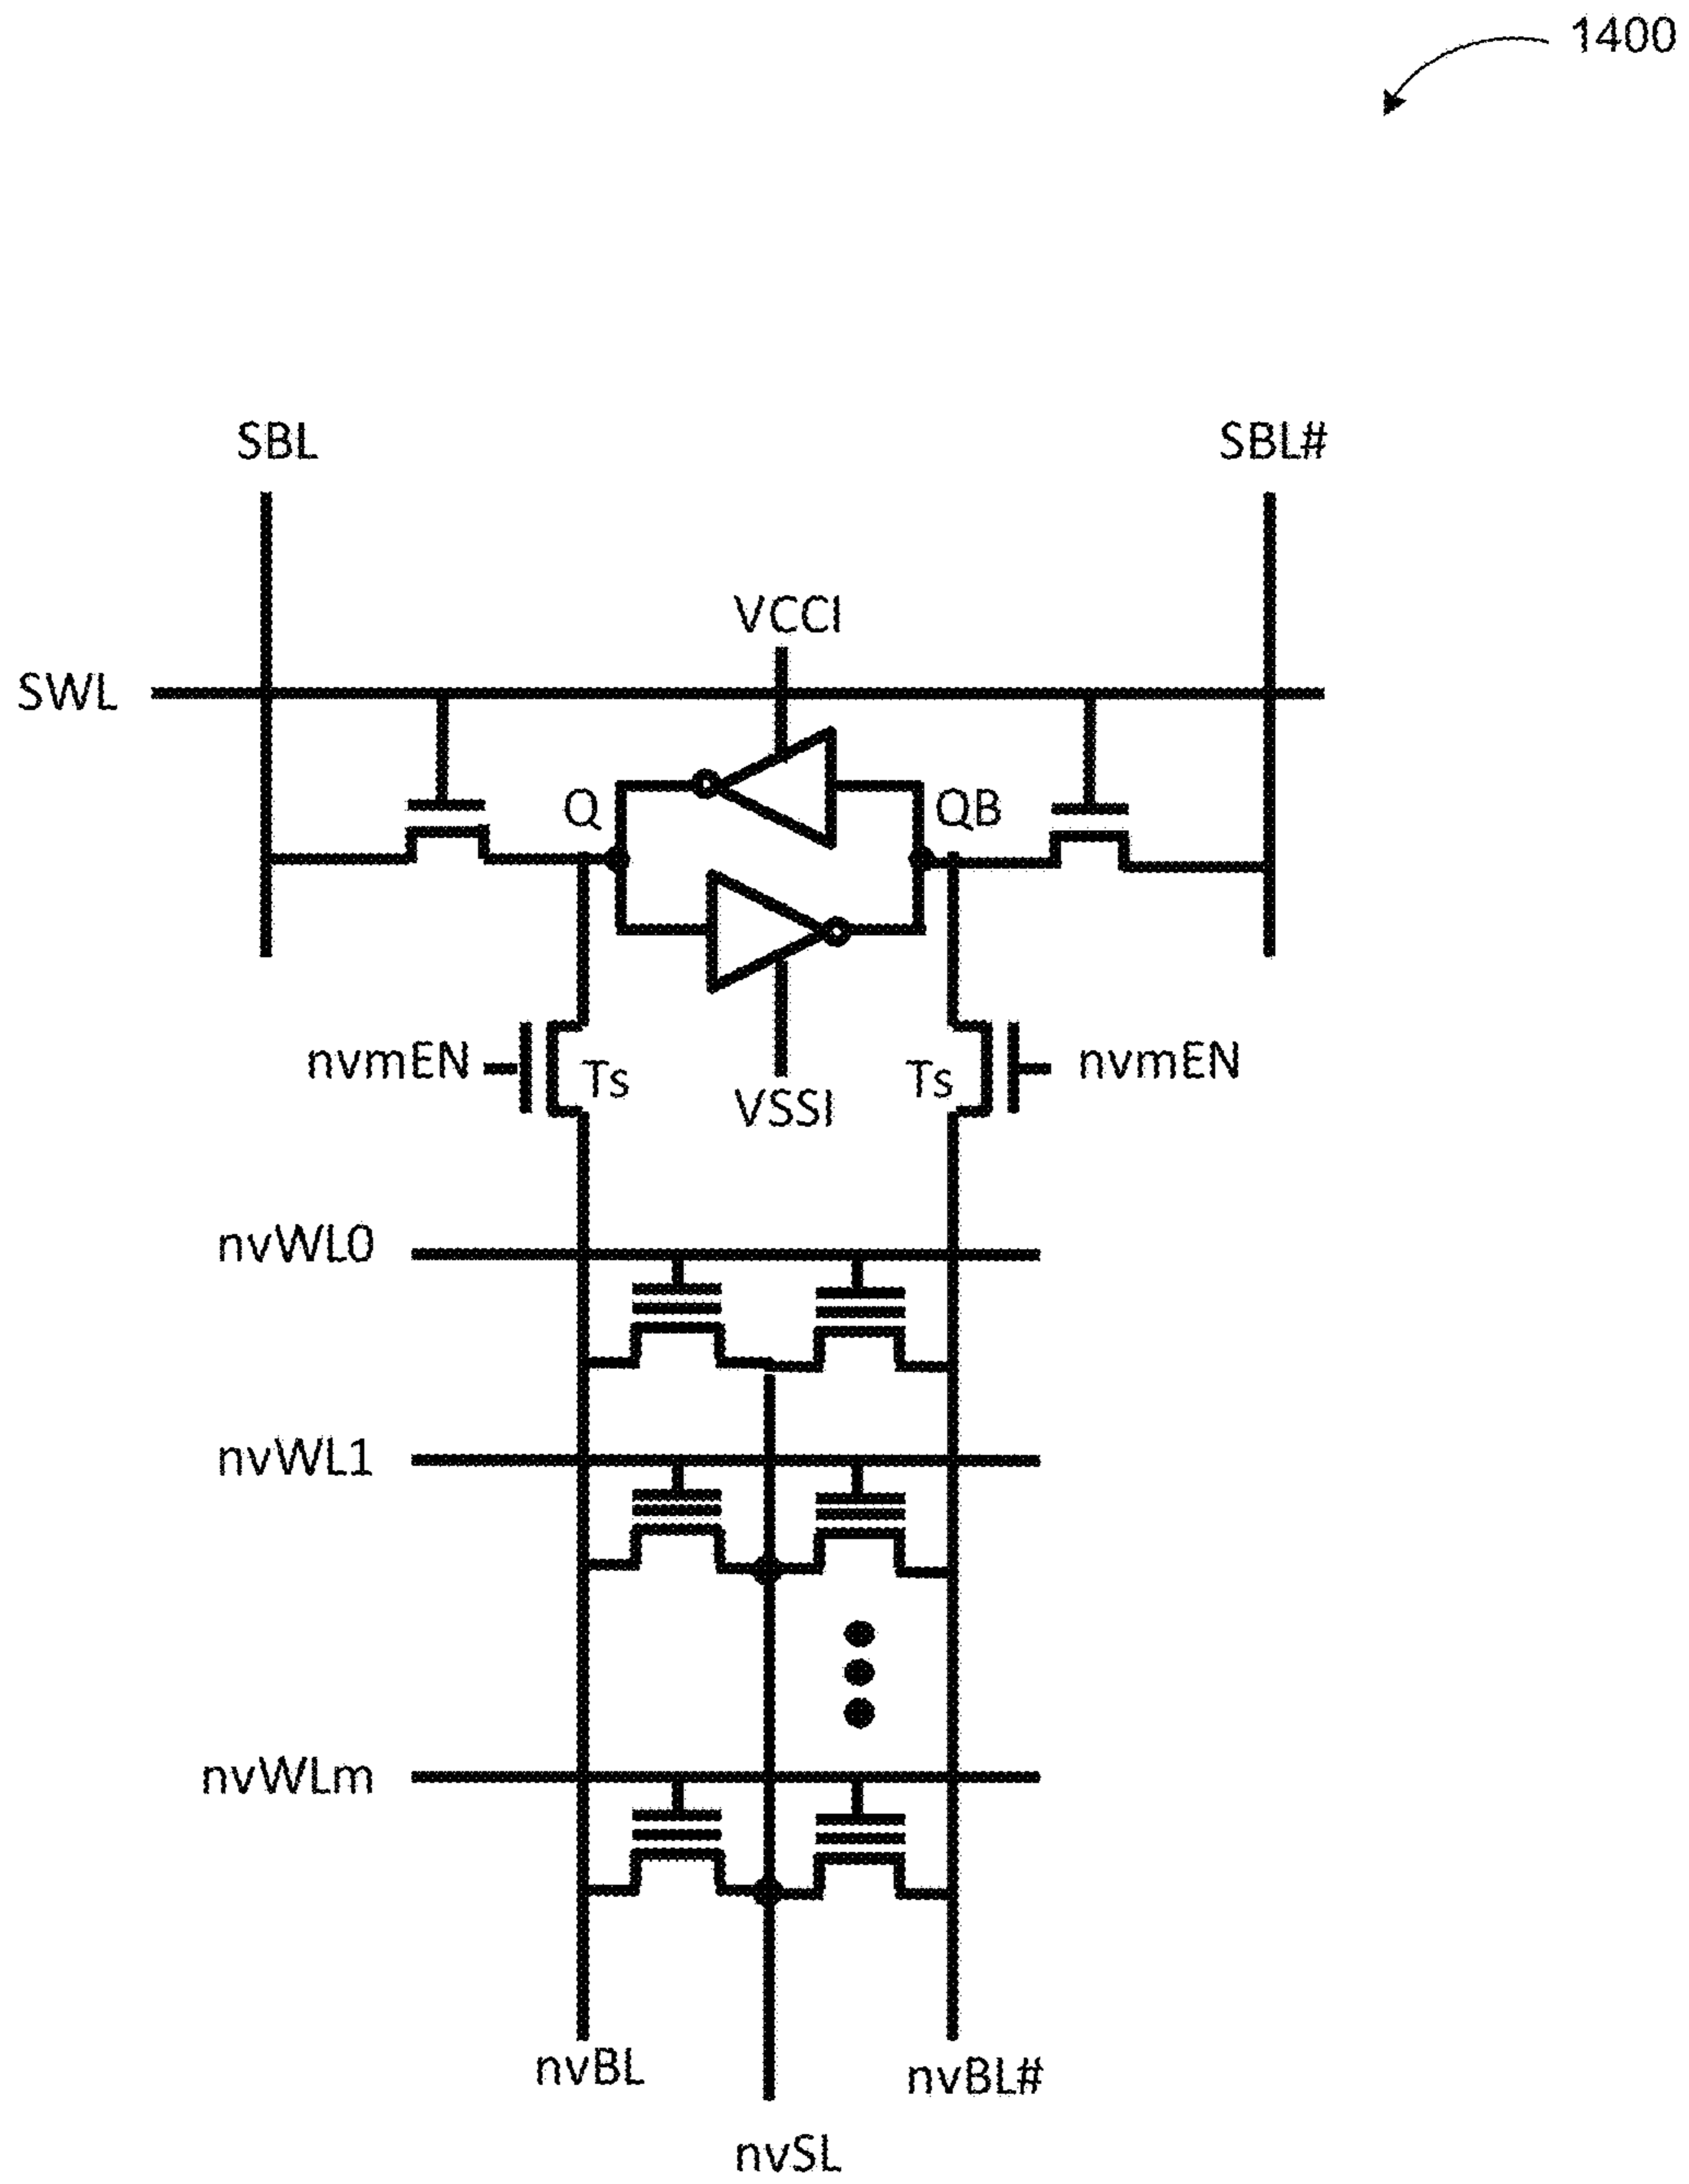 1400
SBL
SBL#
VCCI
SWL
Q
QB
nvmEN
Ts
Ts
nvmEN
VSSI
nvWL0
nvWL1
nvWLm
nvBL
nvBL#
nvSL